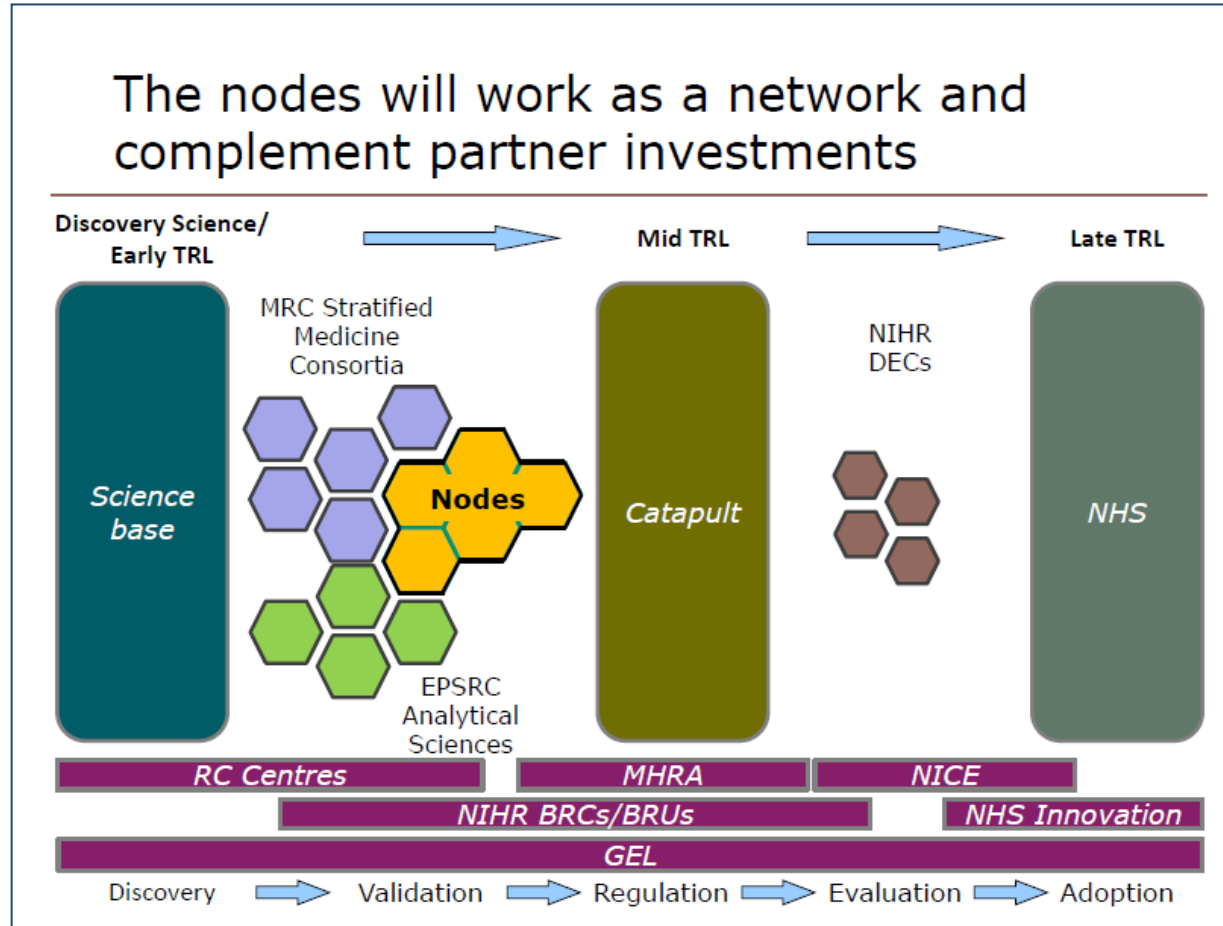 The nodes will work as a network and
complement partner investments
Discovery Science/
Early TRL
Mid TRL
Late TRL
MRC Stratified
Medicine
Consortia
NIHR
DECs
Science
base
Nodes
Catapult
NHS
EPSRC
Analytical
Sciences
RC Centres
MHRA
NICE
NIHR BRCs/BRUs
NHS Innovation
GEL
Discovery
Validation
Regulation
Evaluation
Adoption